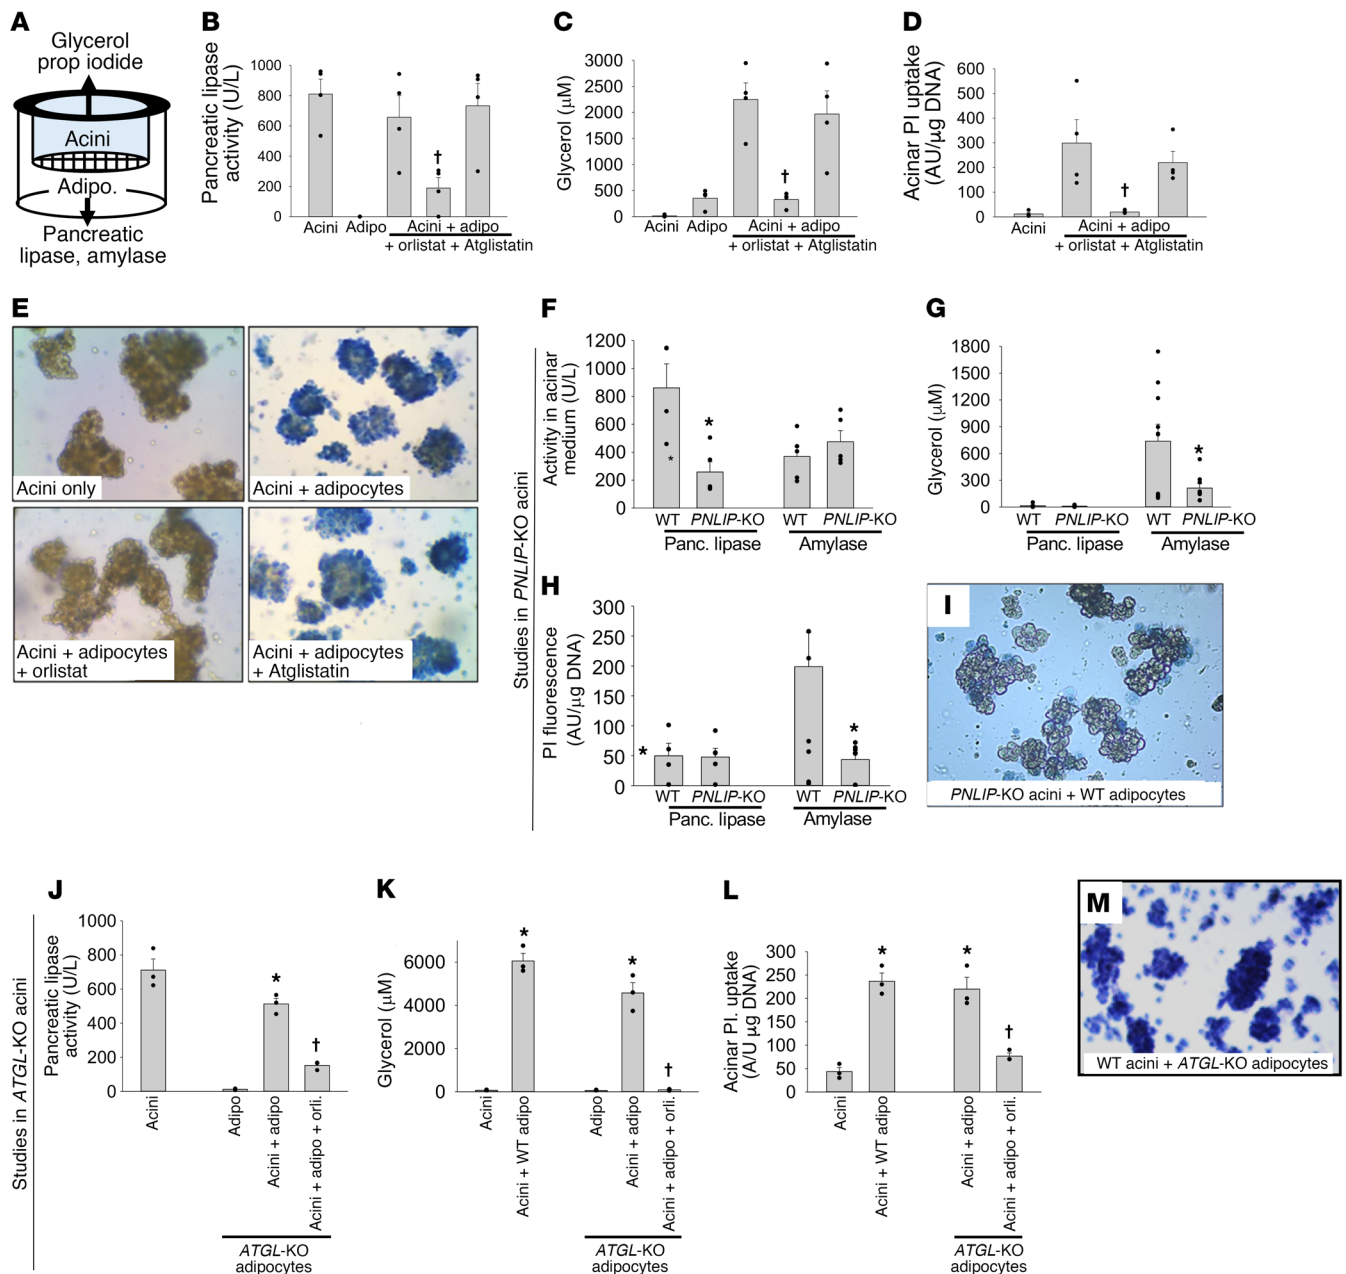 A
Glycerol
prop iodide
Acini
Adipo.
Pancreatic
lipase, amylase
B
Pancreatic lipase
activity (U/L)
1000
800
600
400
200
0
†
Acini Adipo Acini + adipo
+ orlistat + Atglistatin
C
Glycerol (µM)
3000
2500
2000
1500
1000
500
0
†
Acini Adipo Acini + adipo
+ orlistat + Atglistatin
D
Acinar PI uptake
(AU/µg DNA)
600
500
400
300
200
100
0
†
Acini Acini + adipo
+ orlistat + Atglistatin
E
Acini only
Acini + adipocytes
Acini + adipocytes
+ orlistat
Acini + adipocytes
+ Atglistatin
Studies in PNLIP-KO acini
F
Activity in acinar
medium (U/L)
1200
1000
800
600
400
200
0
*
*
WT PNLIP-KO WT PNLIP-KO
Panc. lipase Amylase
G
Glycerol (µM)
1800
1500
1200
900
600
300
0
*
WT PNLIP-KO WT PNLIP-KO
Panc. lipase Amylase
H
PI fluorescence
(AU/µg DNA)
300
250
200
150
100
50
0
*
*
WT PNLIP-KO WT PNLIP-KO
Panc. lipase Amylase
I
PNLIP-KO acini + WT adipocytes
Studies in ATGL-KO acini
J
Pancreatic lipase
activity (U/L)
1000
800
600
400
200
0
*
†
Acini
Adipo
Acini + adipo
Acini + adipo + orli.
ATGL-KO
adipocytes
K
Glycerol (µM)
6000
4000
2000
0
*
*
†
Acini
Acini + WT adipo
Adipo
Acini + adipo
Acini + adipo + orli.
ATGL-KO
adipocytes
L
Acinar PI. uptake
(A/U µg DNA)
300
250
200
150
100
50
0
*
*
†
Acini
Acini + WT adipo
Acini + adipo
Acini + adipo + orli.
ATGL-KO
adipocytes
M
WT acini + ATGL-KO adipocytes